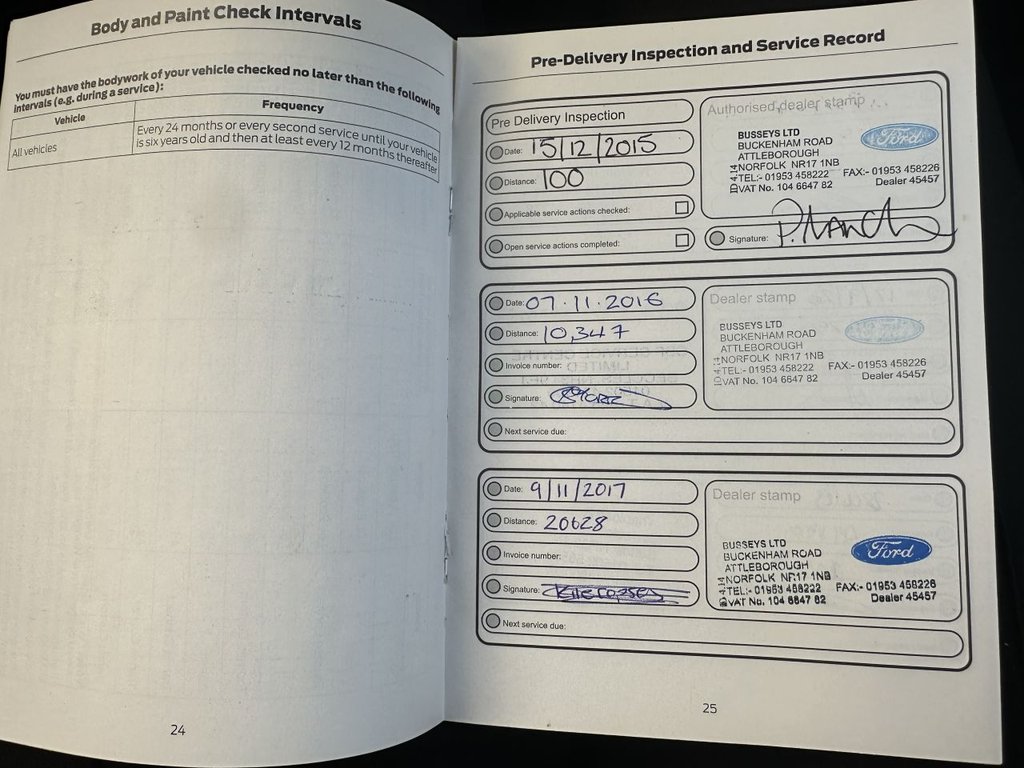 Body and Paint Check Intervals
You must have the bodywork of your vehicle checked no later than the following
intervals (e.g. during a service):
Vehicle
Frequency
All vehicles
Every 24 months or every second service until your vehicle
is six years old and then at least every 12 months thereafter
24
Pre-Delivery Inspection and Service Record
Pre Delivery Inspection
Date: 15/12/2015
Distance: 100
Applicable service actions checked:
Open service actions completed:
Authorised dealer stamp
BUSSEYS LTD
BUCKENHAM ROAD
ATTLEBOROUGH
NORFOLK NR17 1NB
TEL:- 01953 458222 FAX:- 01953 458226
VAT No. 104 6647 82 Dealer 45457
Ford
Signature:
Date: 07.11.2016
Distance: 10,347
Invoice number:
Signature:
Next service due:
Dealer stamp
BUSSEYS LTD
BUCKENHAM ROAD
ATTLEBOROUGH
NORFOLK NR17 1NB
TEL:- 01953 458222 FAX:- 01953 458226
VAT No. 104 6647 82 Dealer 45457
Ford
Date: 9/11/2017
Distance: 20628
Invoice number:
Signature:
Next service due:
Dealer stamp
BUSSEYS LTD
BUCKENHAM ROAD
ATTLEBOROUGH
NORFOLK NR17 1NB
TEL:- 01953 458222 FAX:- 01953 458226
VAT No. 104 6647 82 Dealer 45457
Ford
25